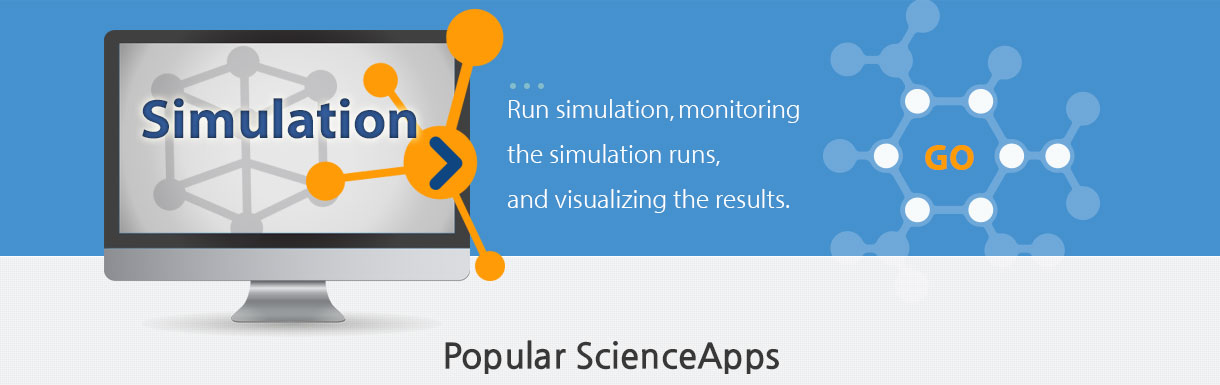 Simulation
Run simulation, monitoring
the simulation runs,
and visualizing the results.
GO
Popular ScienceApps